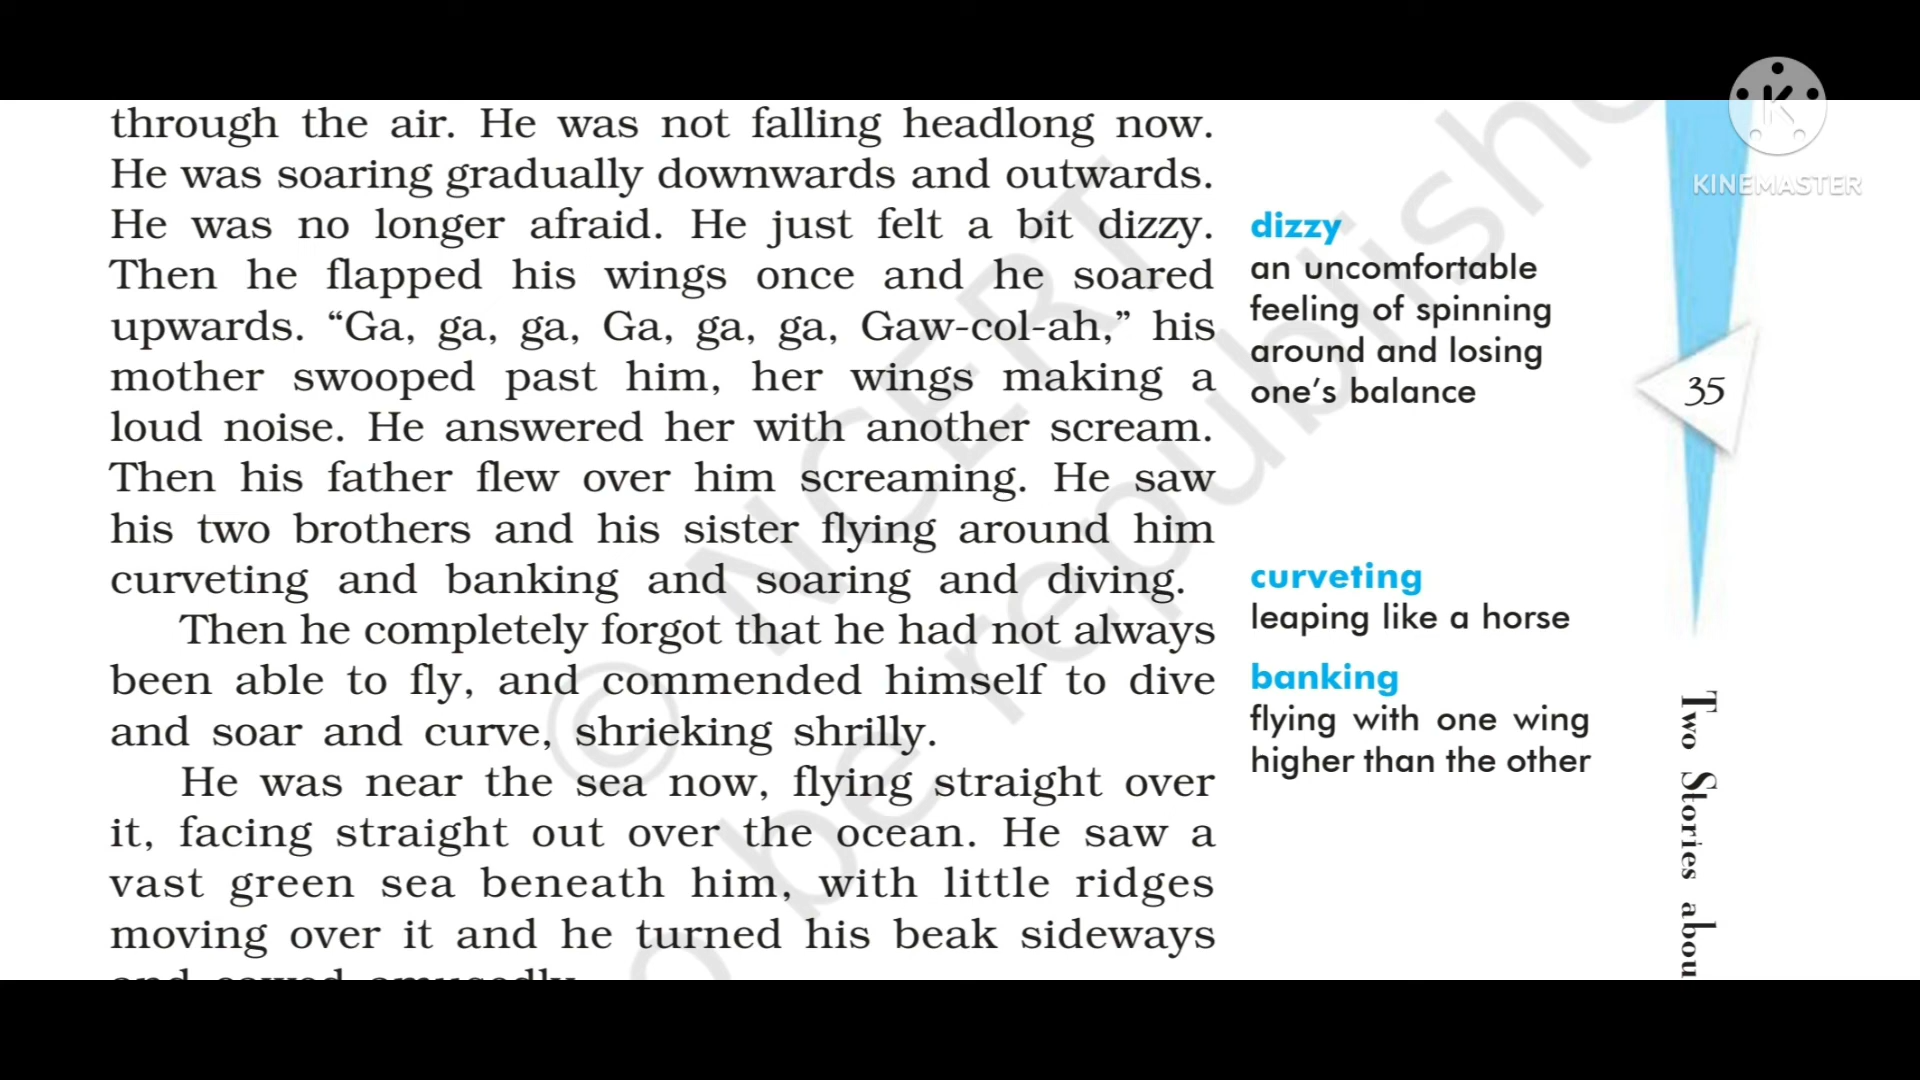 through the air. He was not falling headlong now.
He was soaring gradually downwards and outwards.
He was no longer afraid. He just felt a bit dizzy.
Then he flapped his wings once and he soared
upwards. “Ga, ga, ga, Ga, ga, ga, Gaw-col-ah,” his
mother swooped past him, her wings making a
loud noise. He answered her with another scream.
Then his father flew over him screaming. He saw
his two brothers and his sister flying around him
curveting and banking and soaring and diving.
Then he completely forgot that he had not always
been able to fly, and commended himself to dive
and soar and curve, shrieking shrilly.
He was near the sea now, flying straight over
it, facing straight out over the ocean. He saw a
vast green sea beneath him, with little ridges
moving over it and he turned his beak sideways
and cawed amusedly.
dizzy
an uncomfortable
feeling of spinning
around and losing
one’s balance
curveting
leaping like a horse
banking
flying with one wing
higher than the other
KINEMASTER
35
Two Stories abou
© NCERT
o be republishe